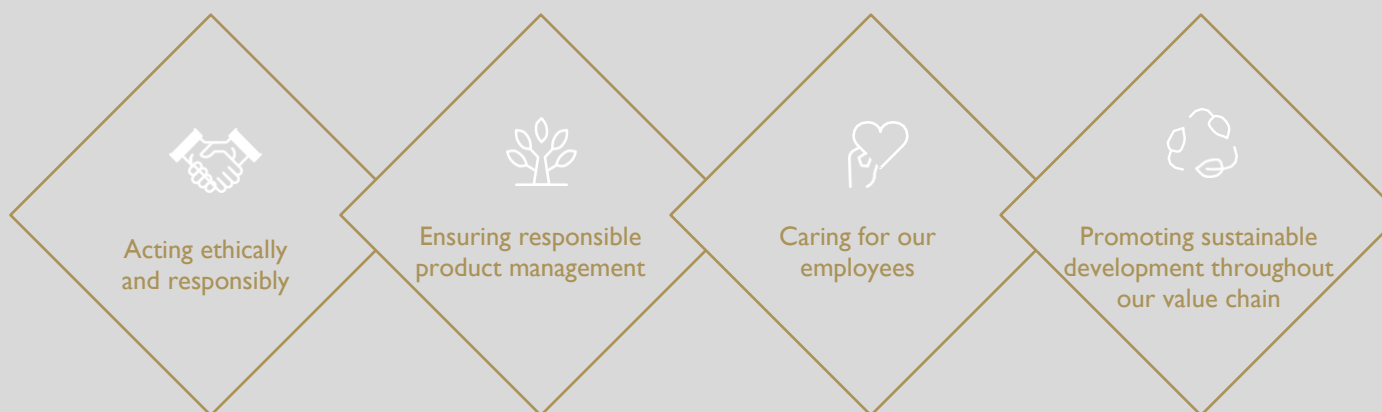 Acting ethically
and responsibly
Ensuring responsible
product management
Caring for our
employees
Promoting sustainable
development throughout
our value chain